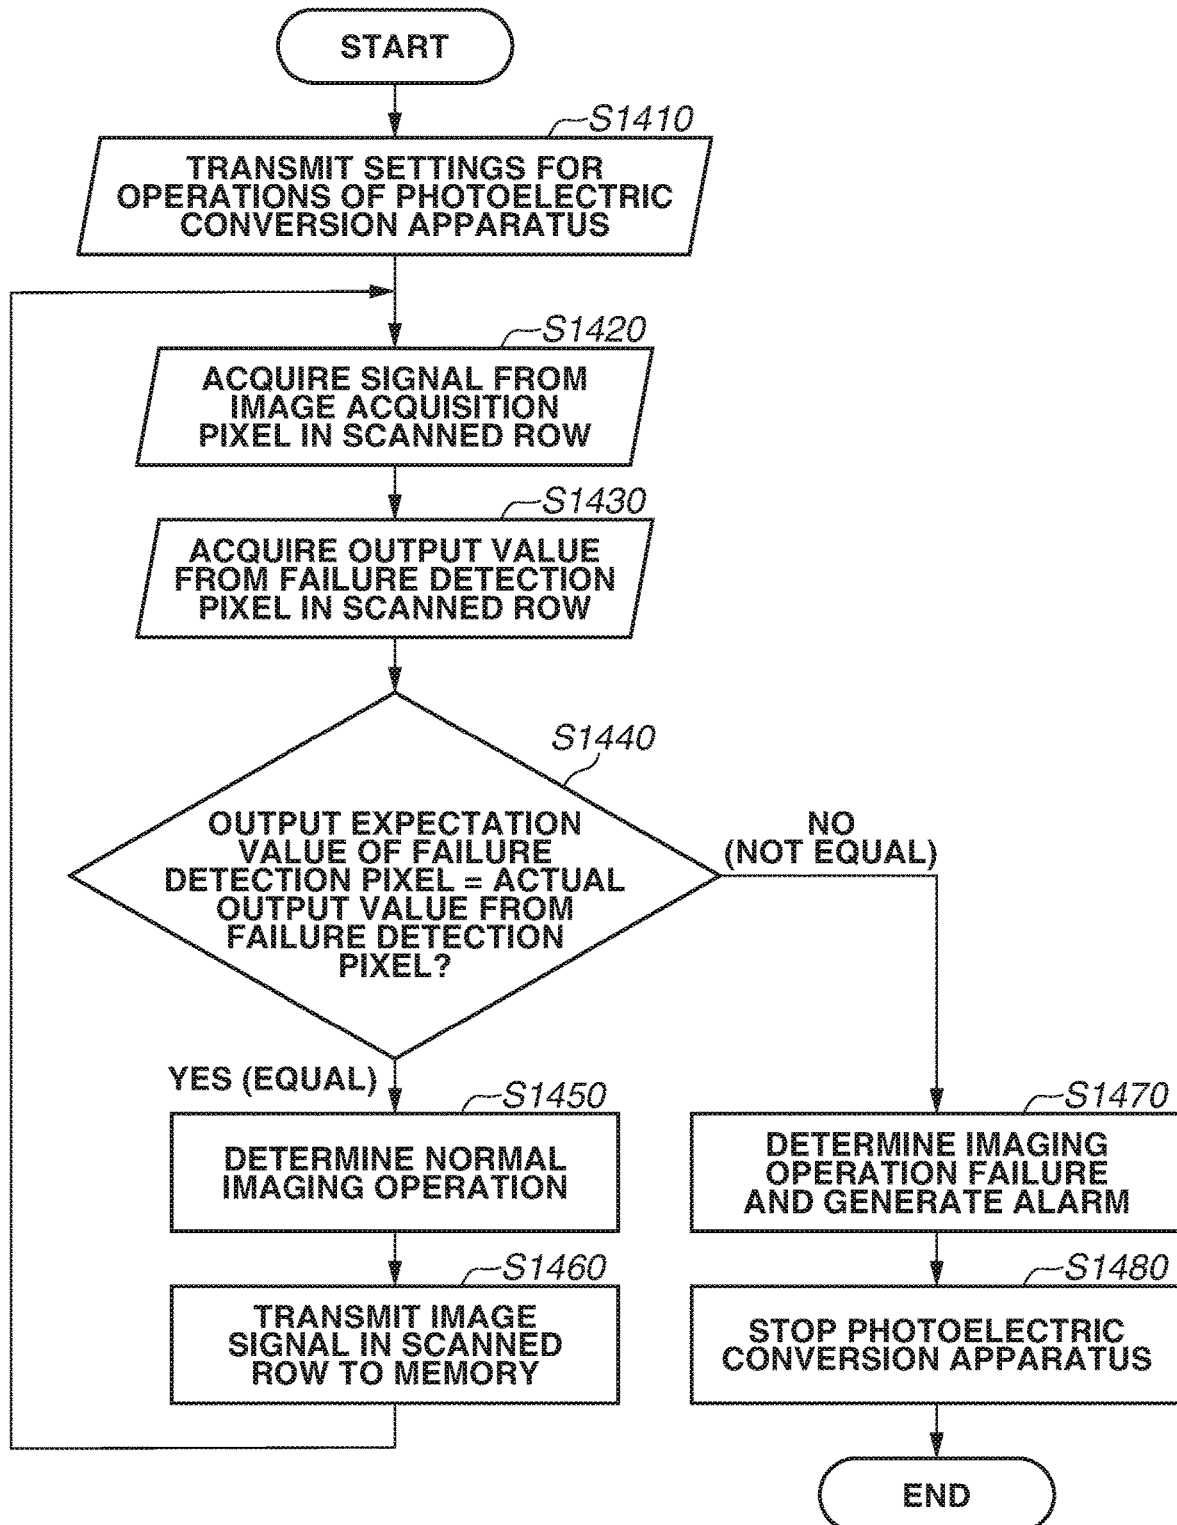 START
S1410
TRANSMIT SETTINGS FOR
OPERATIONS OF PHOTOELECTRIC
CONVERSION APPARATUS
S1420
ACQUIRE SIGNAL FROM
IMAGE ACQUISITION
PIXEL IN SCANNED ROW
S1430
ACQUIRE OUTPUT VALUE
FROM FAILURE DETECTION
PIXEL IN SCANNED ROW
S1440
OUTPUT EXPECTATION
VALUE OF FAILURE
DETECTION PIXEL = ACTUAL
OUTPUT VALUE FROM
FAILURE DETECTION
PIXEL?
NO
(NOT EQUAL)
YES (EQUAL)
S1450
DETERMINE NORMAL
IMAGING OPERATION
S1460
TRANSMIT IMAGE
SIGNAL IN SCANNED
ROW TO MEMORY
S1470
DETERMINE IMAGING
OPERATION FAILURE
AND GENERATE ALARM
S1480
STOP PHOTOELECTRIC
CONVERSION APPARATUS
END